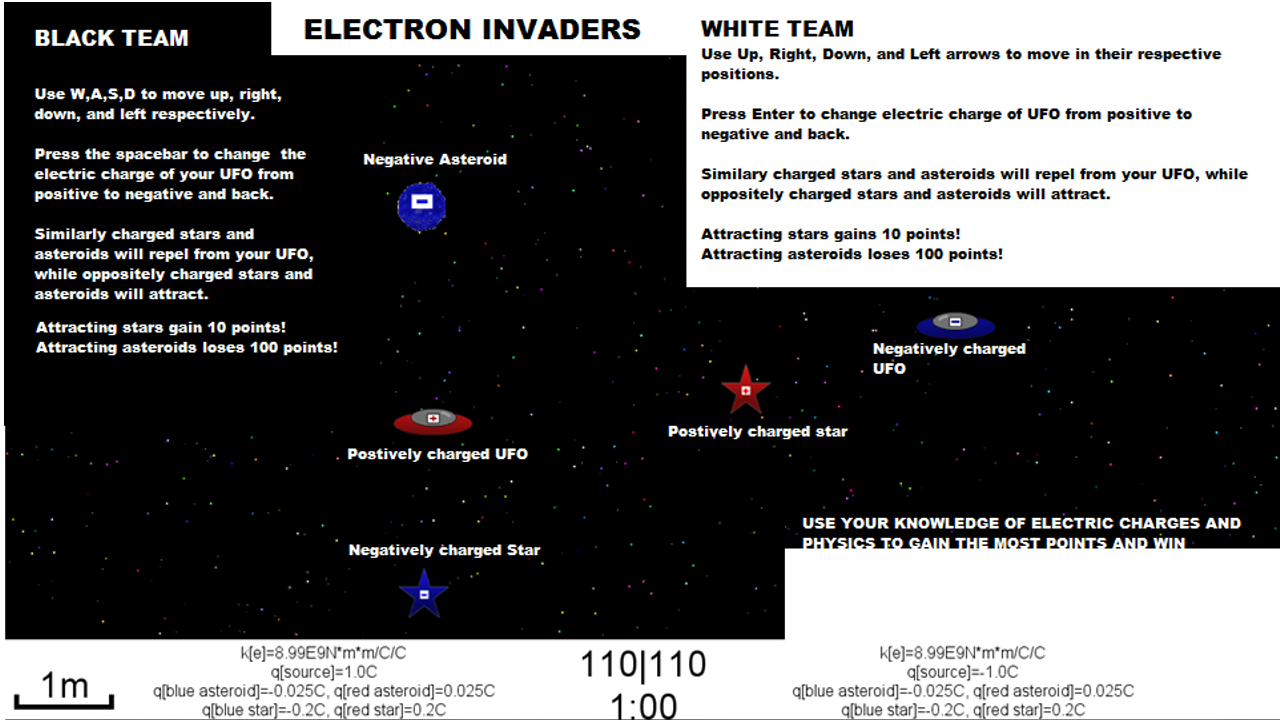 BLACK TEAM
Use W,A,S,D to move up, right,
down, and left respectively.
Press the spacebar to change  the
electric charge of your UFO from
positive to negative and back.
Similarly charged stars and
asteroids will repel from your UFO,
while oppositely charged stars and
asteroids will attract.
Attracting stars gain 10 points!
Attracting asteroids loses 100 points!
ELECTRON INVADERS
WHITE TEAM
Use Up, Right, Down, and Left arrows to move in their respective
positions.
Press Enter to change electric charge of UFO from positive to
negative and back.
Similary charged stars and asteroids will repel from your UFO, while
oppositely charged stars and asteroids will attract.
Attracting stars gains 10 points!
Attracting asteroids loses 100 points!
Negative Asteroid
-
-
Negatively charged
UFO
+
Postively charged star
+
Postively charged UFO
Negatively charged Star
-
USE YOUR KNOWLEDGE OF ELECTRIC CHARGES AND
PHYSICS TO GAIN THE MOST POINTS AND WIN
1m
k[e]=8.99E9N*m*m/C/C
q[source]=1.0C
q[blue asteroid]=-0.025C, q[red asteroid]=0.025C
q[blue star]=-0.2C, q[red star]=0.2C
110|110
1:00
k[e]=8.99E9N*m*m/C/C
q[source]=-1.0C
q[blue asteroid]=-0.025C, q[red asteroid]=0.025C
q[blue star]=-0.2C, q[red star]=0.2C